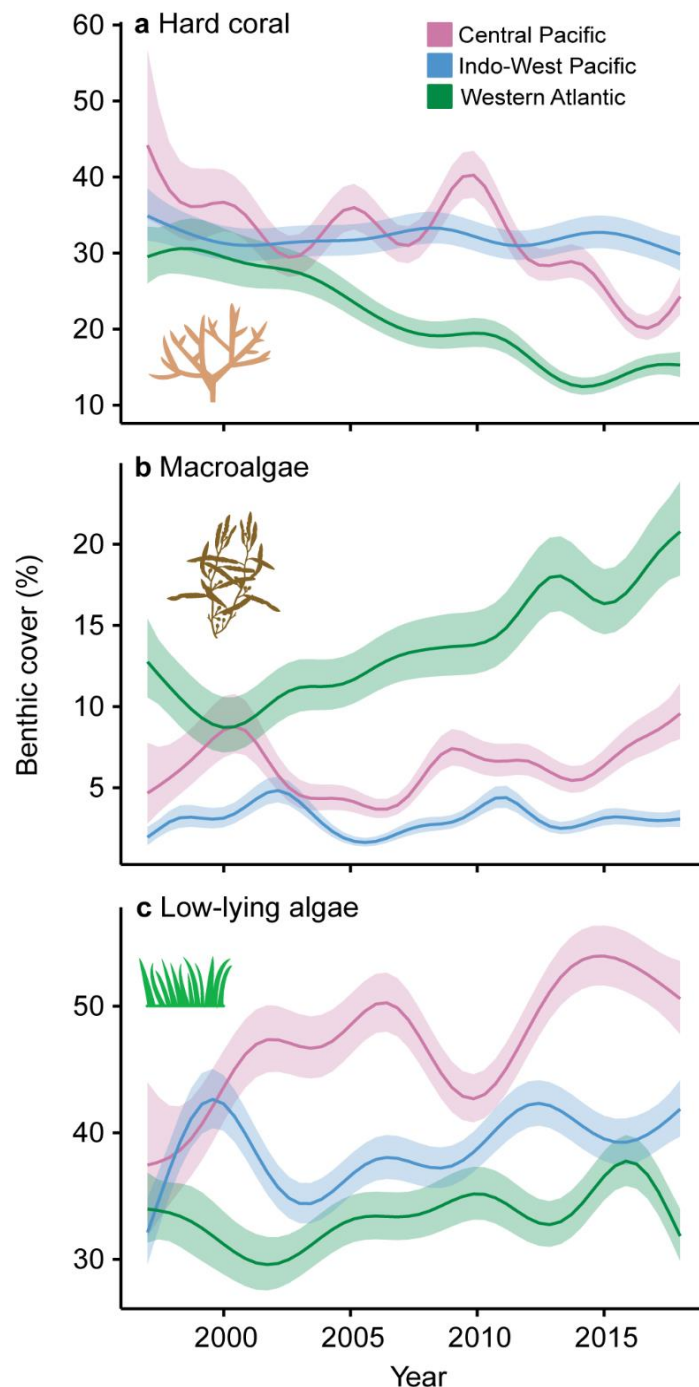 a Hard coral
Central Pacific
Indo-West Pacific
Western Atlantic
60
50
40
30
20
10
b Macroalgae
20
15
10
5
Benthic cover (%)
c Low-lying algae
50
40
30
2000 2005 2010 2015
Year